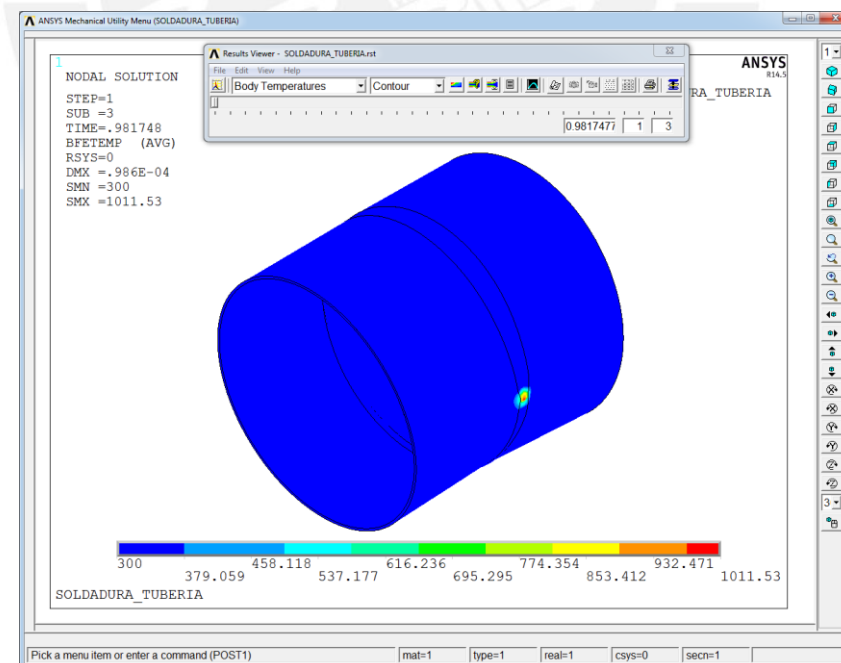 ANSYS Mechanical Utility Menu (SOLDADURA_TUBERIA)
Results Viewer - SOLDADURA_TUBERIA.rst
File Edit View Help
Body Temperatures Contour
0.9817477 1 3
1
ANSYS
R14.5
RA_TUBERIA
NODAL SOLUTION
STEP=1
SUB =3
TIME=.981748
BFETEMP (AVG)
RSYS=0
DMX =.986E-04
SMN =300
SMX =1011.53
1
3
300 458.118 616.236 774.354 932.471
379.059 537.177 695.295 853.412 1011.53
SOLDADURA_TUBERIA
Pick a menu item or enter a command (POST1) mat=1 type=1 real=1 csys=0 secn=1